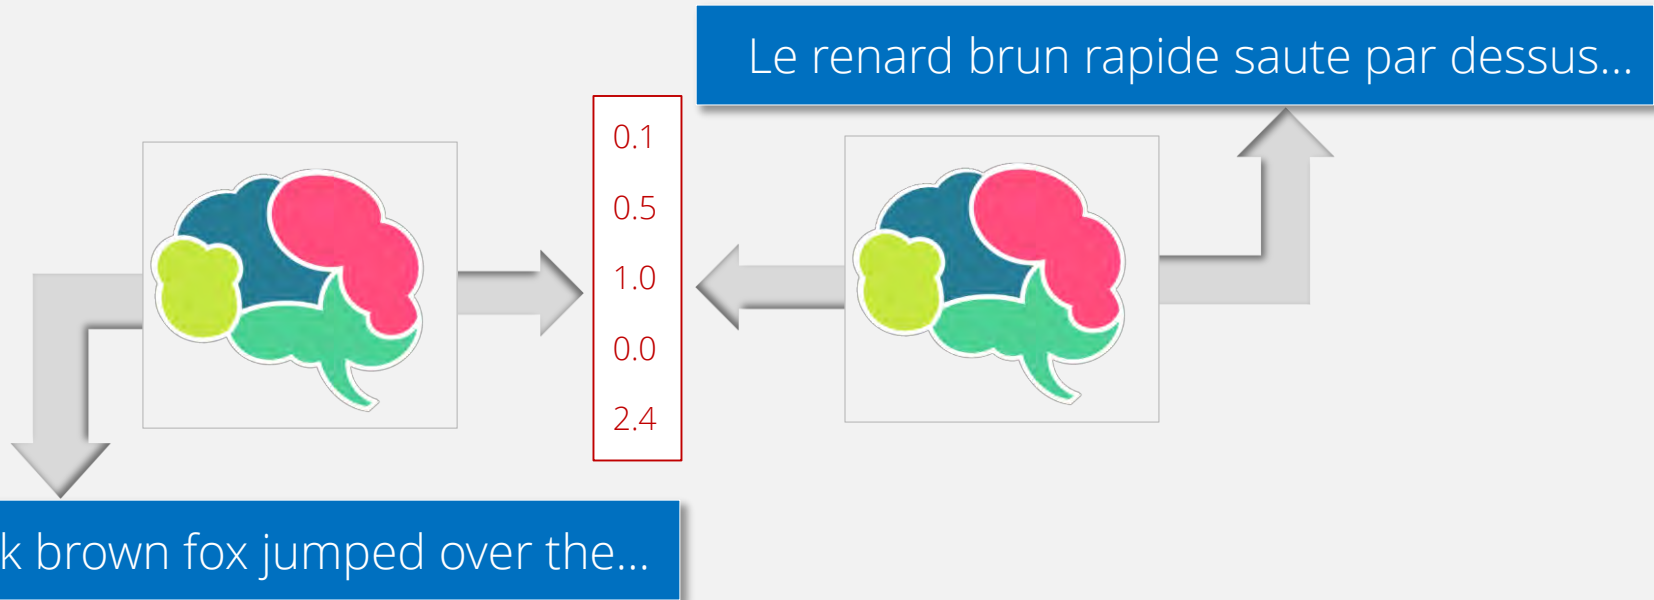 Le renard brun rapide saute par dessus...
0.1
0.5
1.0
0.0
2.4
k brown fox jumped over the...